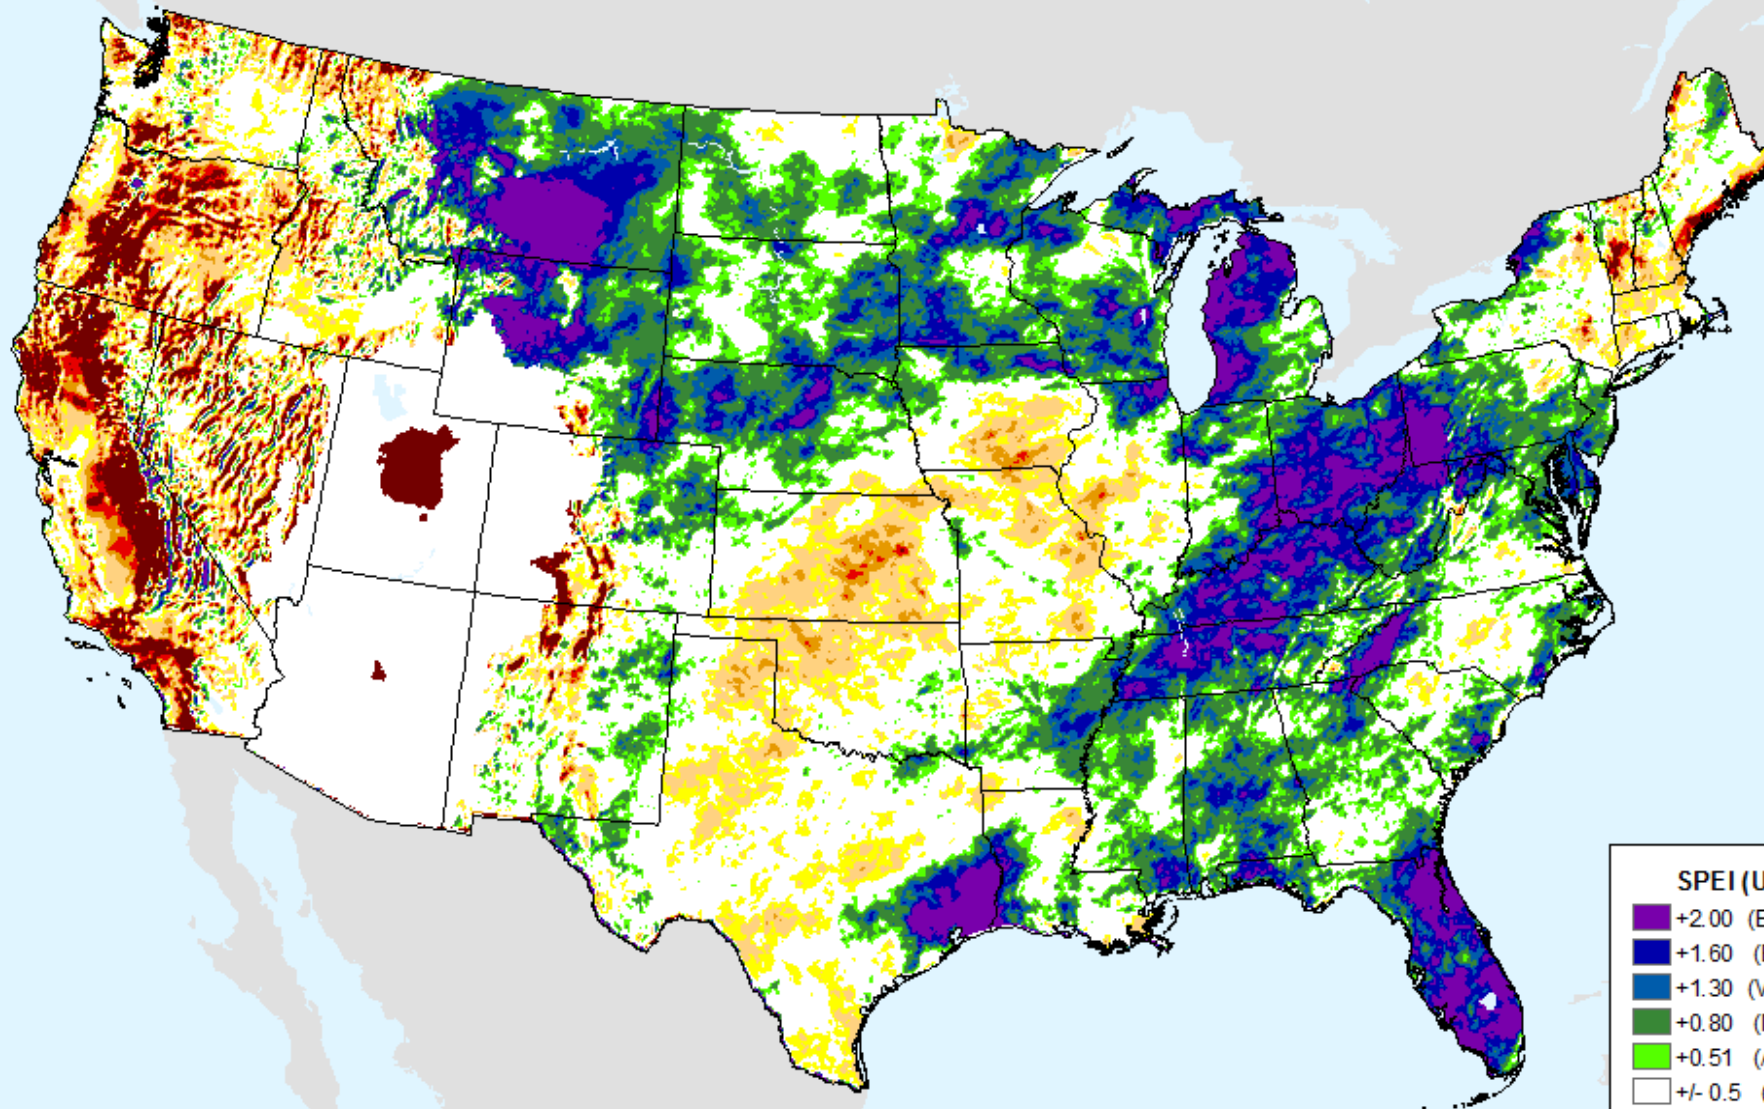 SPEI (U
+2.00 (E
+1.60 (
+1.30 (V
+0.80 (
+0.51 (
+/- 0.5 (